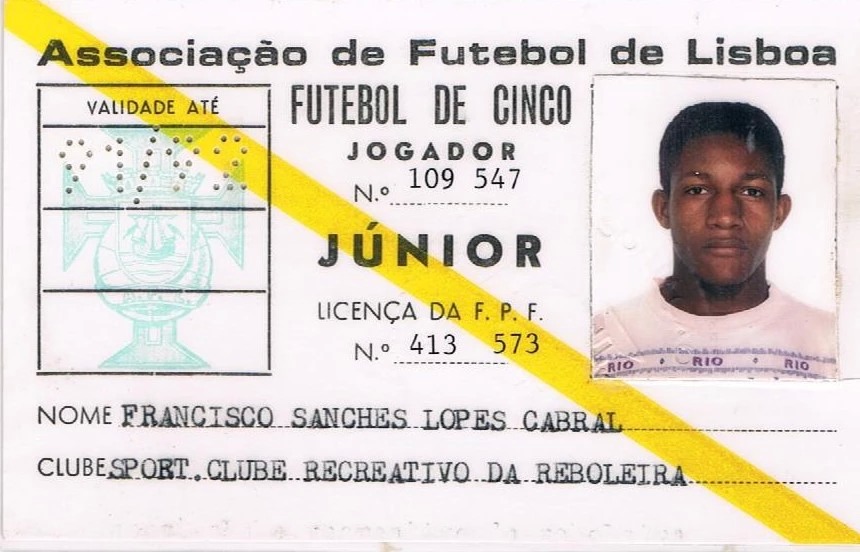 Associação de Futebol de Lisboa
VALIDADE ATÉ
FUTEBOL DE CINCO
JOGADOR
N.º 109 547
JÚNIOR
LICENÇA DA F. P. F.
N.º 413 573
RIO RIO RIO
NOME FRANCISCO SANCHES LOPES CABRAL
CLUBE SPORT.CLUBE RECREATIVO DA REBOLEIRA